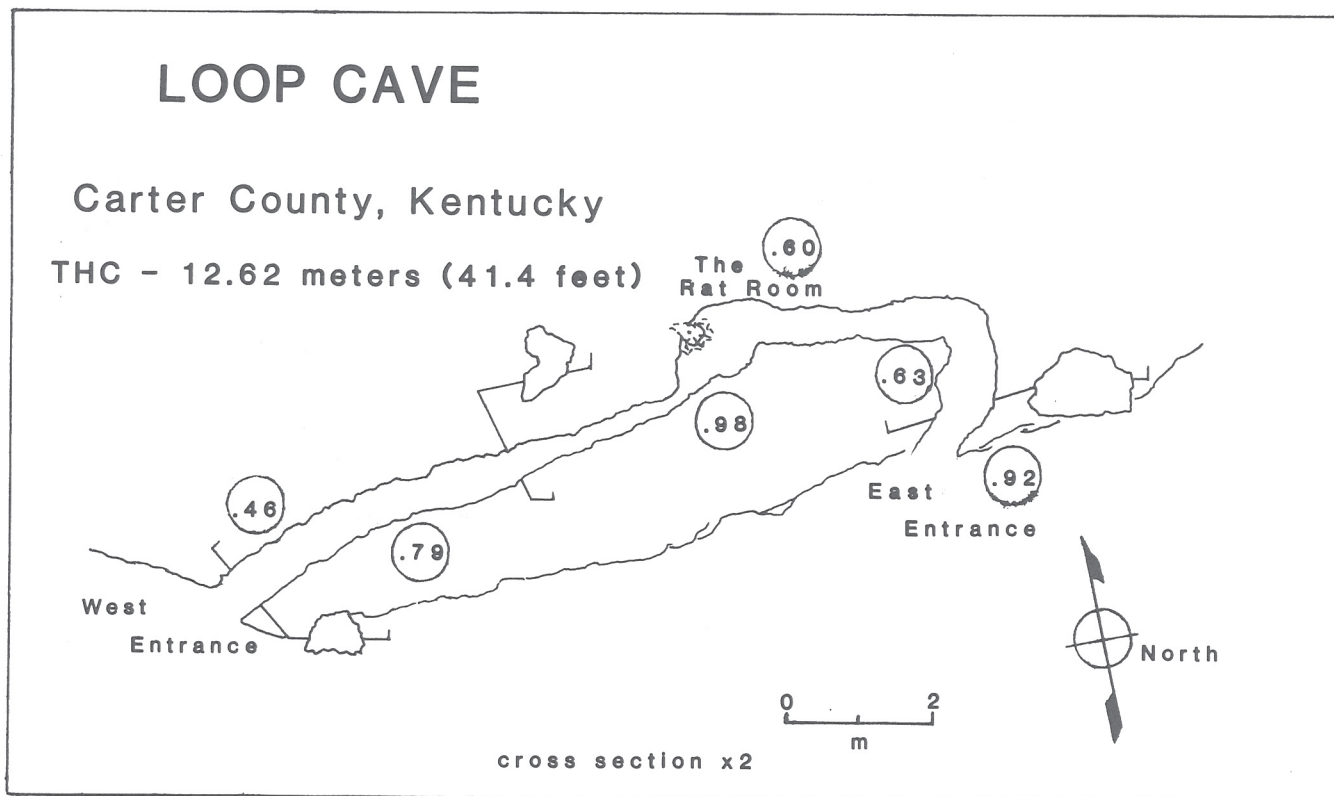 LOOP CAVE
Carter County, Kentucky
THC - 12.62 meters (41.4 feet)
.60
The
Rat Room
.63
.98
.92
East
Entrance
.46
.79
West
Entrance
North
0 2
m
cross section x2